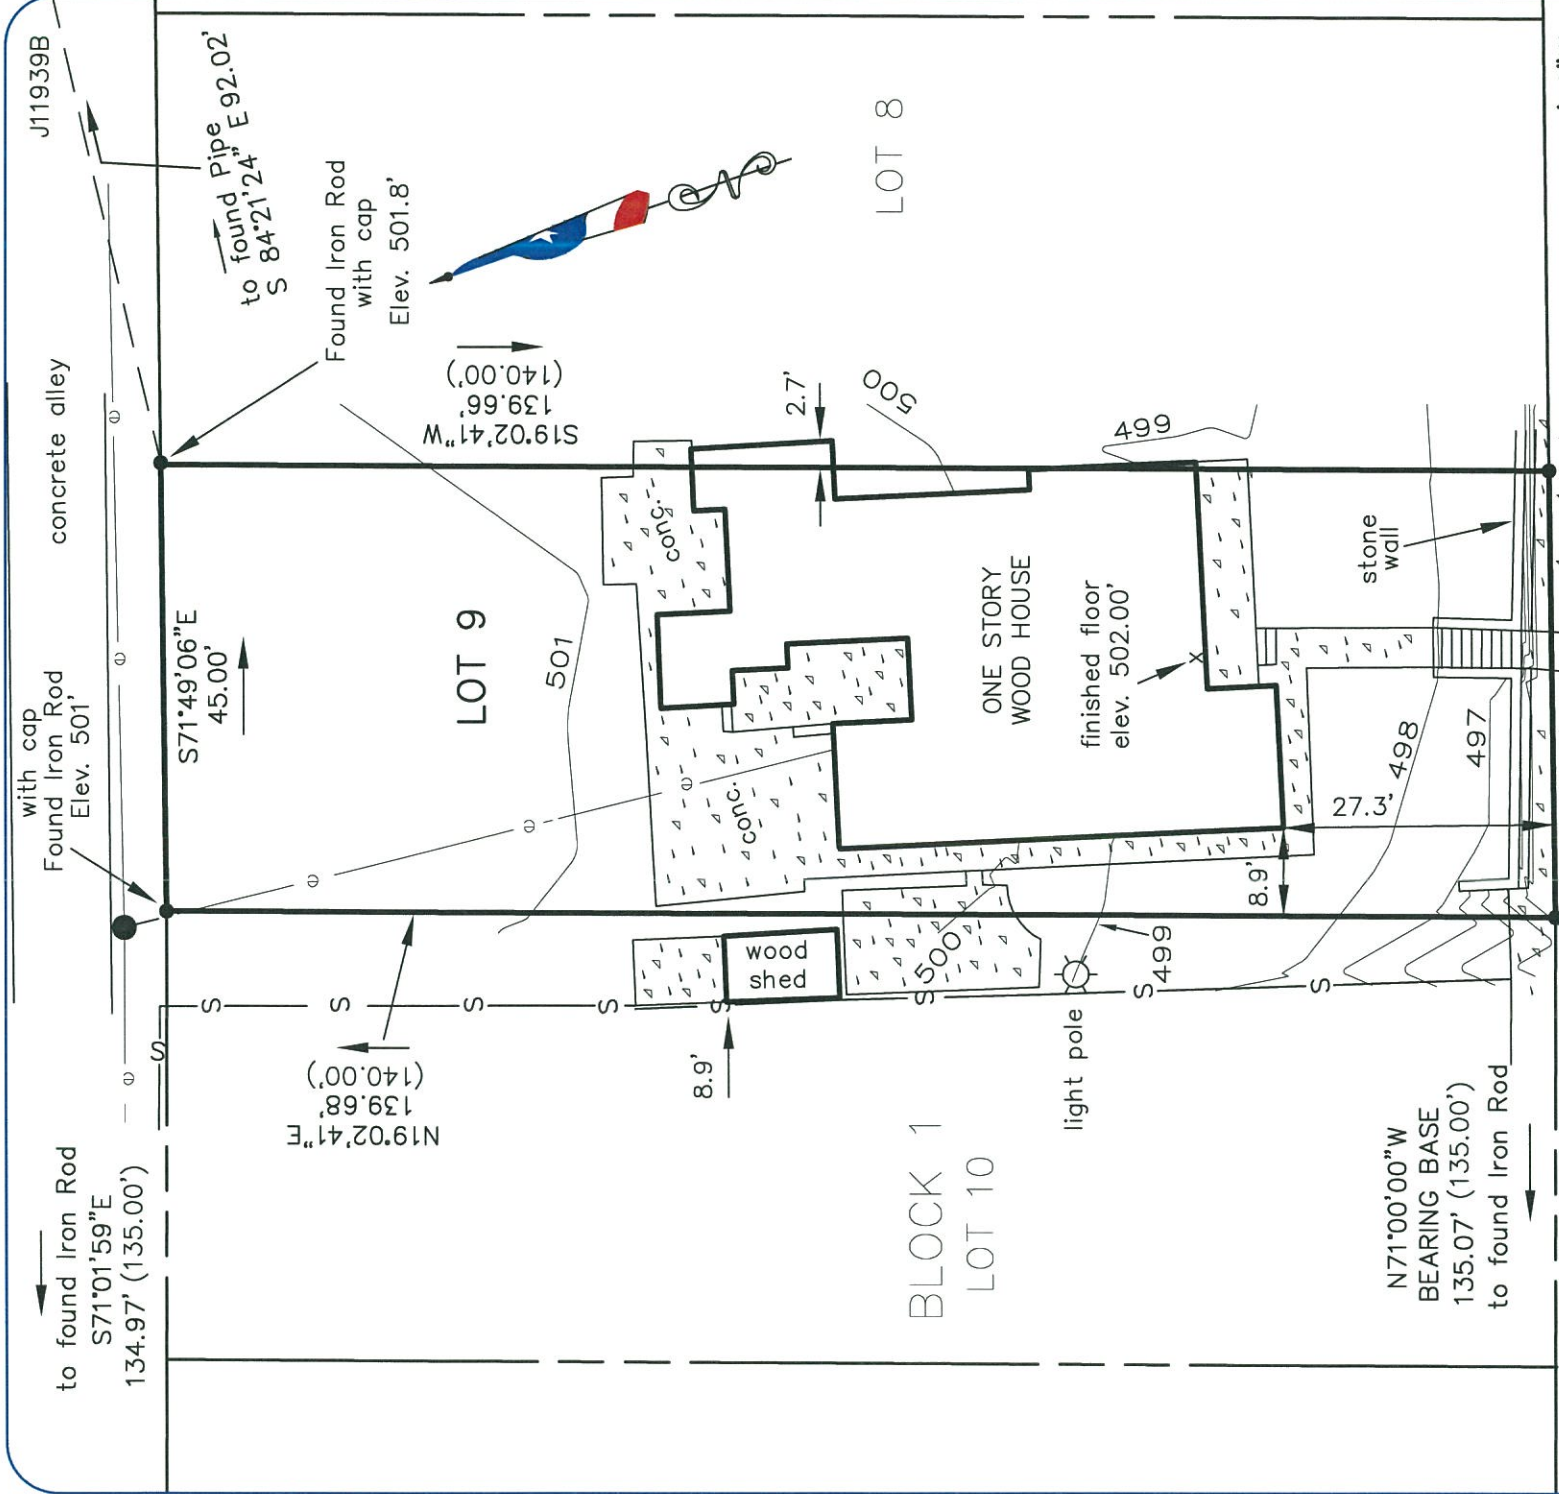 J11939B
concrete alley
to found Pipe
S 84°21'24" E 92.02'
Found Iron Rod
with cap
Elev. 501.8'
N
LOT 8
with cap
Found Iron Rod
Elev. 501'
S71°49'06"E
45.00'
LOT 9
501
S19°02'41"W
139.66'
(140.00')
2.7'
500
499
conc.
conc.
ONE STORY
WOOD HOUSE
finished floor
elev. 502.00'
x
stone
wall
498
497
27.3'
8.9'
wood
shed
500
499
light pole
8.9'
S
S
S
S
S
S
S
S
S
N19°02'41"E
139.68'
(140.00')
to found Iron Rod
S71°01'59"E
134.97' (135.00')
BLOCK 1
LOT 10
N71°00'00"W
BEARING BASE
135.07' (135.00')
to found Iron Rod